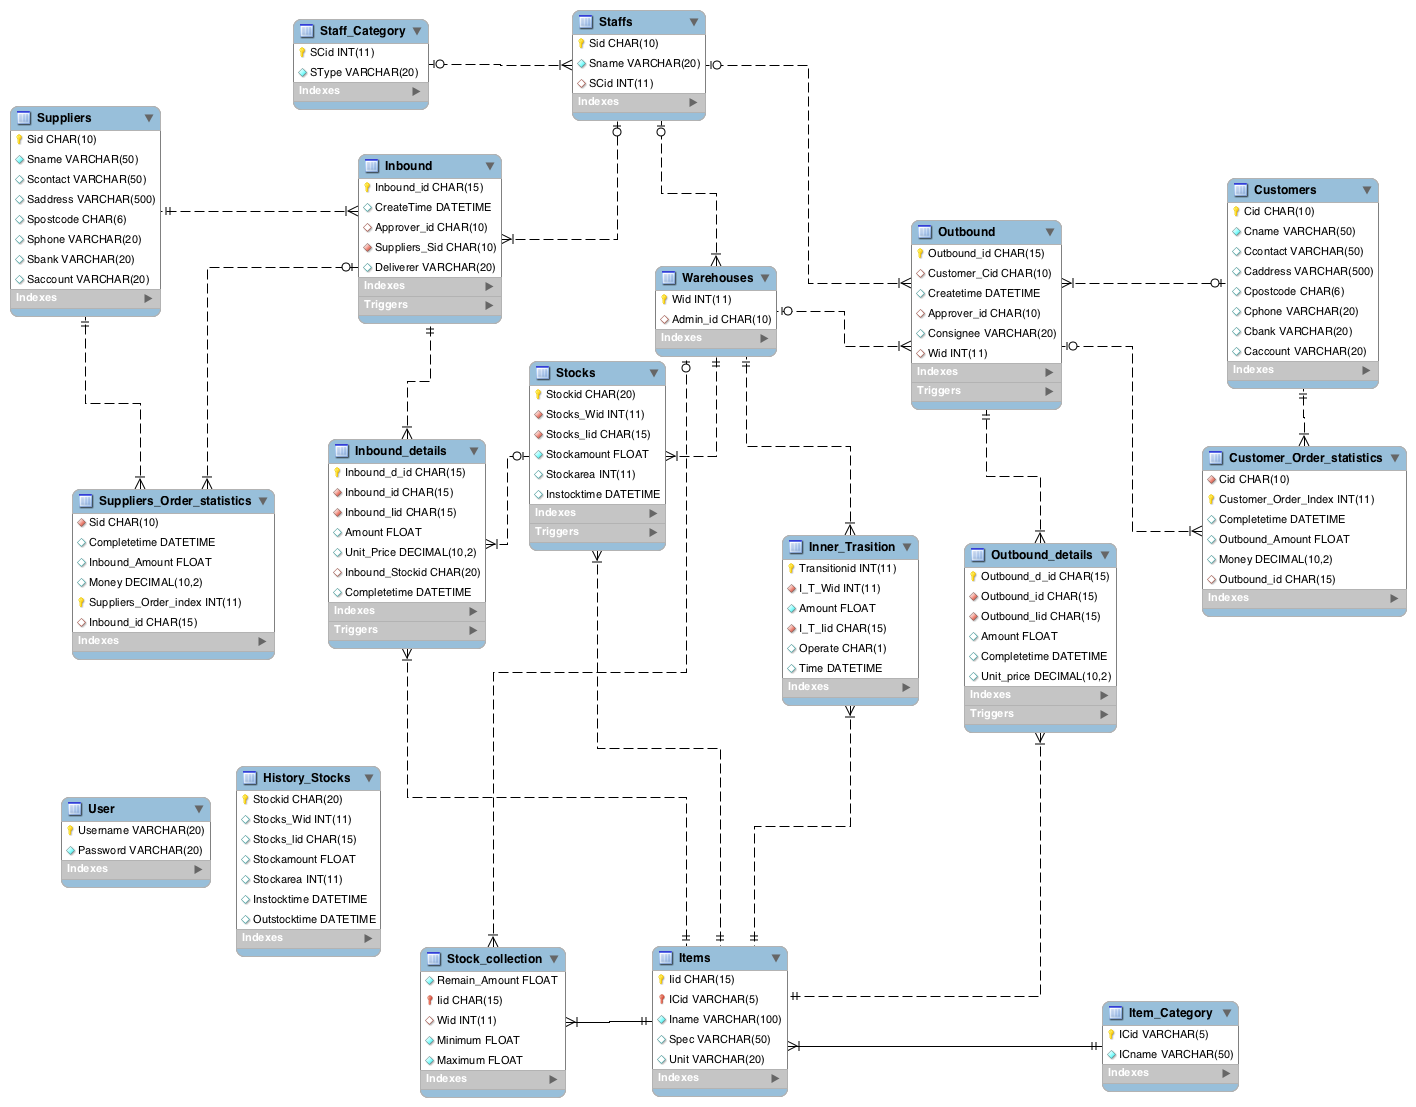 Staff_Category
SCid INT(11)
SType VARCHAR(20)
Indexes
Staffs
Sid CHAR(10)
Sname VARCHAR(20)
SCid INT(11)
Indexes
Suppliers
Sid CHAR(10)
Sname VARCHAR(50)
Scontact VARCHAR(50)
Saddress VARCHAR(500)
Spostcode CHAR(6)
Sphone VARCHAR(20)
Sbank VARCHAR(20)
Saccount VARCHAR(20)
Indexes
Inbound
Inbound_id CHAR(15)
CreateTime DATETIME
Approver_id CHAR(10)
Suppliers_Sid CHAR(10)
Deliverer VARCHAR(20)
Indexes
Triggers
Warehouses
Wid INT(11)
Admin_id CHAR(10)
Indexes
Outbound
Outbound_id CHAR(15)
Customer_Cid CHAR(10)
Createtime DATETIME
Approver_id CHAR(10)
Consignee VARCHAR(20)
Wid INT(11)
Indexes
Triggers
Customers
Cid CHAR(10)
Cname VARCHAR(50)
Ccontact VARCHAR(50)
Caddress VARCHAR(500)
Cpostcode CHAR(6)
Cphone VARCHAR(20)
Cbank VARCHAR(20)
Caccount VARCHAR(20)
Indexes
Suppliers_Order_statistics
Sid CHAR(10)
Completetime DATETIME
Inbound_Amount FLOAT
Money DECIMAL(10,2)
Suppliers_Order_index INT(11)
Inbound_id CHAR(15)
Indexes
Inbound_details
Inbound_d_id CHAR(15)
Inbound_id CHAR(15)
Inbound_Iid CHAR(15)
Amount FLOAT
Unit_Price DECIMAL(10,2)
Inbound_Stockid CHAR(20)
Completetime DATETIME
Indexes
Triggers
Stocks
Stockid CHAR(20)
Stocks_Wid INT(11)
Stocks_Iid CHAR(15)
Stockamount FLOAT
Stockarea INT(11)
Instocktime DATETIME
Indexes
Triggers
Inner_Trasition
Transitionid INT(11)
I_T_Wid INT(11)
Amount FLOAT
I_T_Iid CHAR(15)
Operate CHAR(1)
Time DATETIME
Indexes
Outbound_details
Outbound_d_id CHAR(15)
Outbound_id CHAR(15)
Outbound_Iid CHAR(15)
Amount FLOAT
Completetime DATETIME
Unit_price DECIMAL(10,2)
Indexes
Triggers
Customer_Order_statistics
Cid CHAR(10)
Customer_Order_Index INT(11)
Completetime DATETIME
Outbound_Amount FLOAT
Money DECIMAL(10,2)
Outbound_id CHAR(15)
Indexes
User
Username VARCHAR(20)
Password VARCHAR(20)
Indexes
History_Stocks
Stockid CHAR(20)
Stocks_Wid INT(11)
Stocks_Iid CHAR(15)
Stockamount FLOAT
Stockarea INT(11)
Instocktime DATETIME
Outstocktime DATETIME
Indexes
Stock_collection
Remain_Amount FLOAT
Iid CHAR(15)
Wid INT(11)
Minimum FLOAT
Maximum FLOAT
Indexes
Items
Iid CHAR(15)
ICid VARCHAR(5)
Iname VARCHAR(100)
Spec VARCHAR(50)
Unit VARCHAR(20)
Indexes
Item_Category
ICid VARCHAR(5)
ICname VARCHAR(50)
Indexes